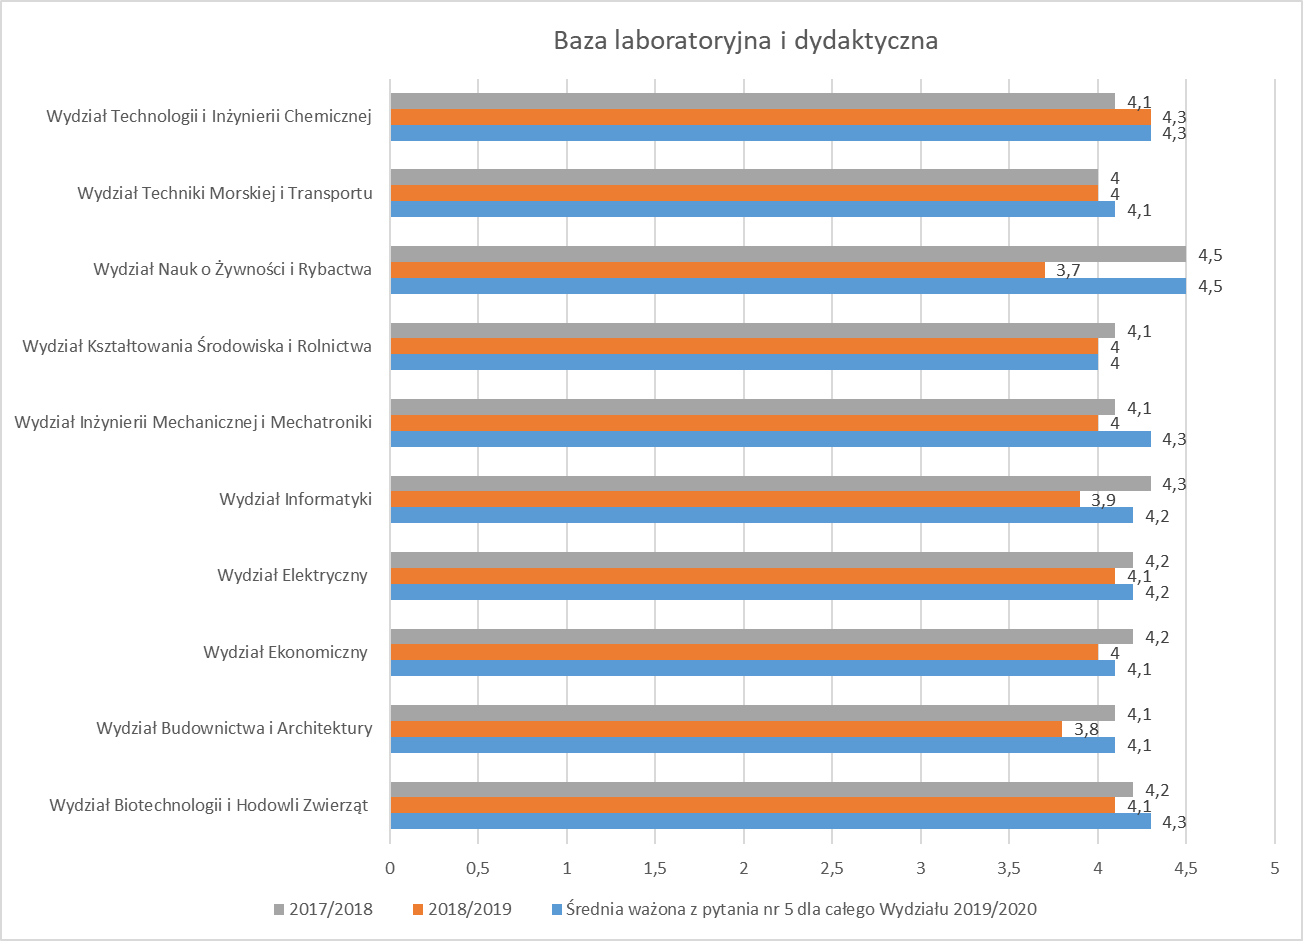 Baza laboratoryjna i dydaktyczna
Wydział Technologii i Inżynierii Chemicznej
4,1
4,3
4,3
Wydział Techniki Morskiej i Transportu
4
4
4,1
Wydział Nauk o Żywności i Rybactwa
4,5
3,7
4,5
Wydział Kształtowania Środowiska i Rolnictwa
4,1
4
4
Wydział Inżynierii Mechanicznej i Mechatroniki
4,1
4
4,3
Wydział Informatyki
4,3
3,9
4,2
Wydział Elektryczny
4,2
4,1
4,2
Wydział Ekonomiczny
4,2
4
4,1
Wydział Budownictwa i Architektury
4,1
3,8
4,1
Wydział Biotechnologii i Hodowli Zwierząt
4,2
4,1
4,3
0 0,5 1 1,5 2 2,5 3 3,5 4 4,5 5
2017/2018 2018/2019 Średnia ważona z pytania nr 5 dla całego Wydziału 2019/2020